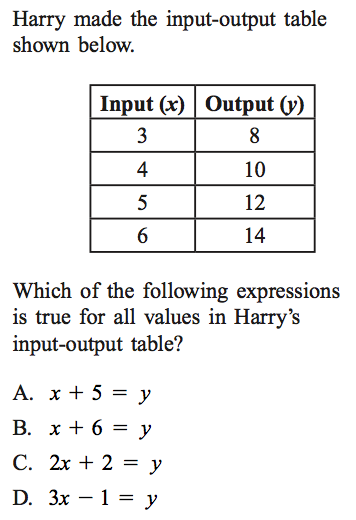 Harry made the input-output table
shown below.
Input (x) Output (y)
3 8
4 10
5 12
6 14
Which of the following expressions
is true for all values in Harry's
input-output table?
A. x + 5 = y
B. x + 6 = y
C. 2x + 2 = y
D. 3x − 1 = y